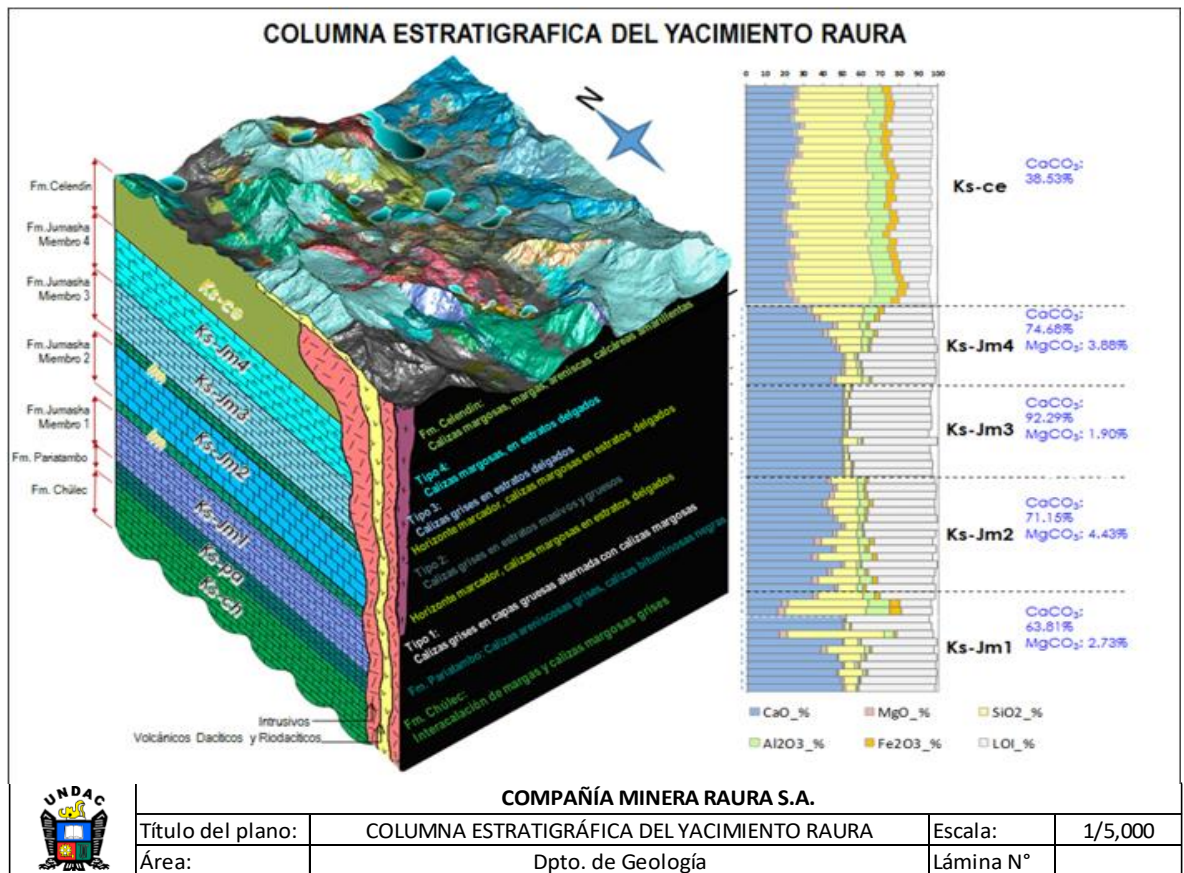 COLUMNA ESTRATIGRAFICA DEL YACIMIENTO RAURA
Fm.Celendin
Fm.Jumasha
Miembro 4
Fm.Jumasha
Miembro 3
Fm.Jumasha
Miembro 2
Fm.Jumasha
Miembro 1
Fm. Pariatambo
Fm. Chúlec
N
Ks-ce
Ks-Jm4
Ks-Jm3
Ks-Jm2
Ks-Jm1
Ks-pa
Ks-ch
Fm. Celendin:
Calizas margosas, margas, areniscas calcáreas amarillentas
Tipo 4:
Calizas margosas, en estratos delgados
Tipo 3:
Calizas grises en estratos delgados
Horizonte marcador, calizas margosas en estratos delgados
Tipo 2:
Calizas grises en estratos masivos y gruesos
Horizonte marcador, calizas margosas en estratos delgados
Tipo 1:
Calizas grises en capas gruesas alternada con calizas margosas
Fm. Pariatambo: Calizas areniscosas grises, calizas bituminosas negras
Fm. Chúlec:
Interacalación de margas y calizas margosas grises
Intrusivos
Volcánicos Dacíticos y Riodacíticos
0 10 20 30 40 50 60 70 80 90 100
Ks-ce
CaCO₃:
38.53%
Ks-Jm4
CaCO₃:
74.68%
MgCO₃: 3.88%
Ks-Jm3
CaCO₃:
92.29%
MgCO₃: 1.90%
Ks-Jm2
CaCO₃:
71.15%
MgCO₃: 4.43%
Ks-Jm1
CaCO₃:
63.81%
MgCO₃: 2.73%
CaO_% MgO_% SiO2_%
Al2O3_% Fe2O3_% LOI_%
UNDAC
COMPAÑÍA MINERA RAURA S.A.
Título del plano: COLUMNA ESTRATIGRÁFICA DEL YACIMIENTO RAURA Escala: 1/5,000
Área: Dpto. de Geología Lámina N°